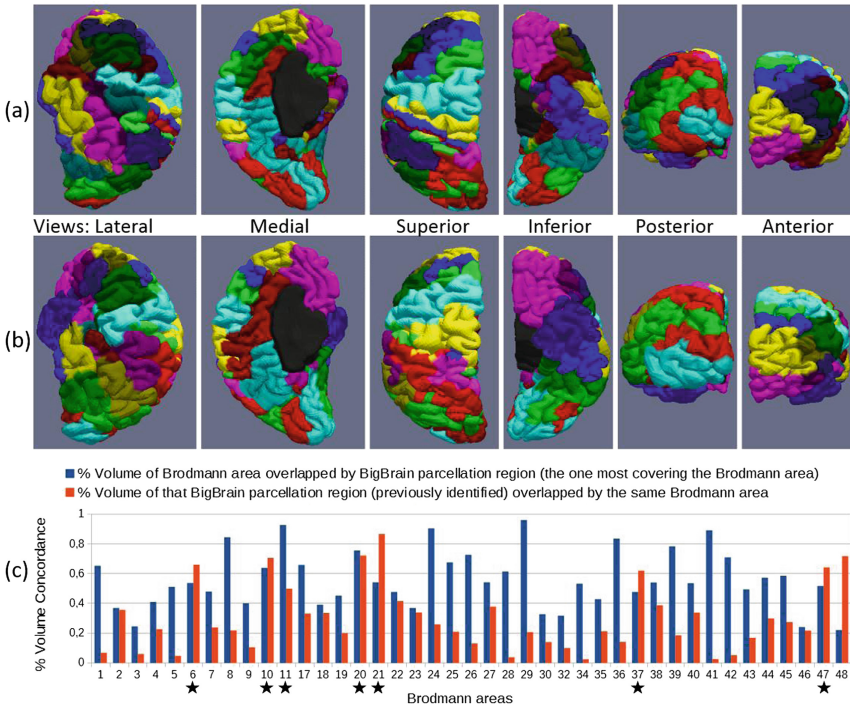 (a)
Views: Lateral Medial Superior Inferior Posterior Anterior
(b)
% Volume of Brodmann area overlapped by BigBrain parcellation region (the one most covering the Brodmann area)
% Volume of that BigBrain parcellation region (previously identified) overlapped by the same Brodmann area
(c)
% Volume Concordance
1
0,8
0,6
0,4
0,2
0
1 2 3 4 5 6 7 8 9 10 11 17 18 19 20 21 22 23 24 25 26 27 28 29 30 32 34 35 36 37 38 39 40 41 42 43 44 45 46 47 48
★ ★ ★ ★ ★ ★ ★
Brodmann areas